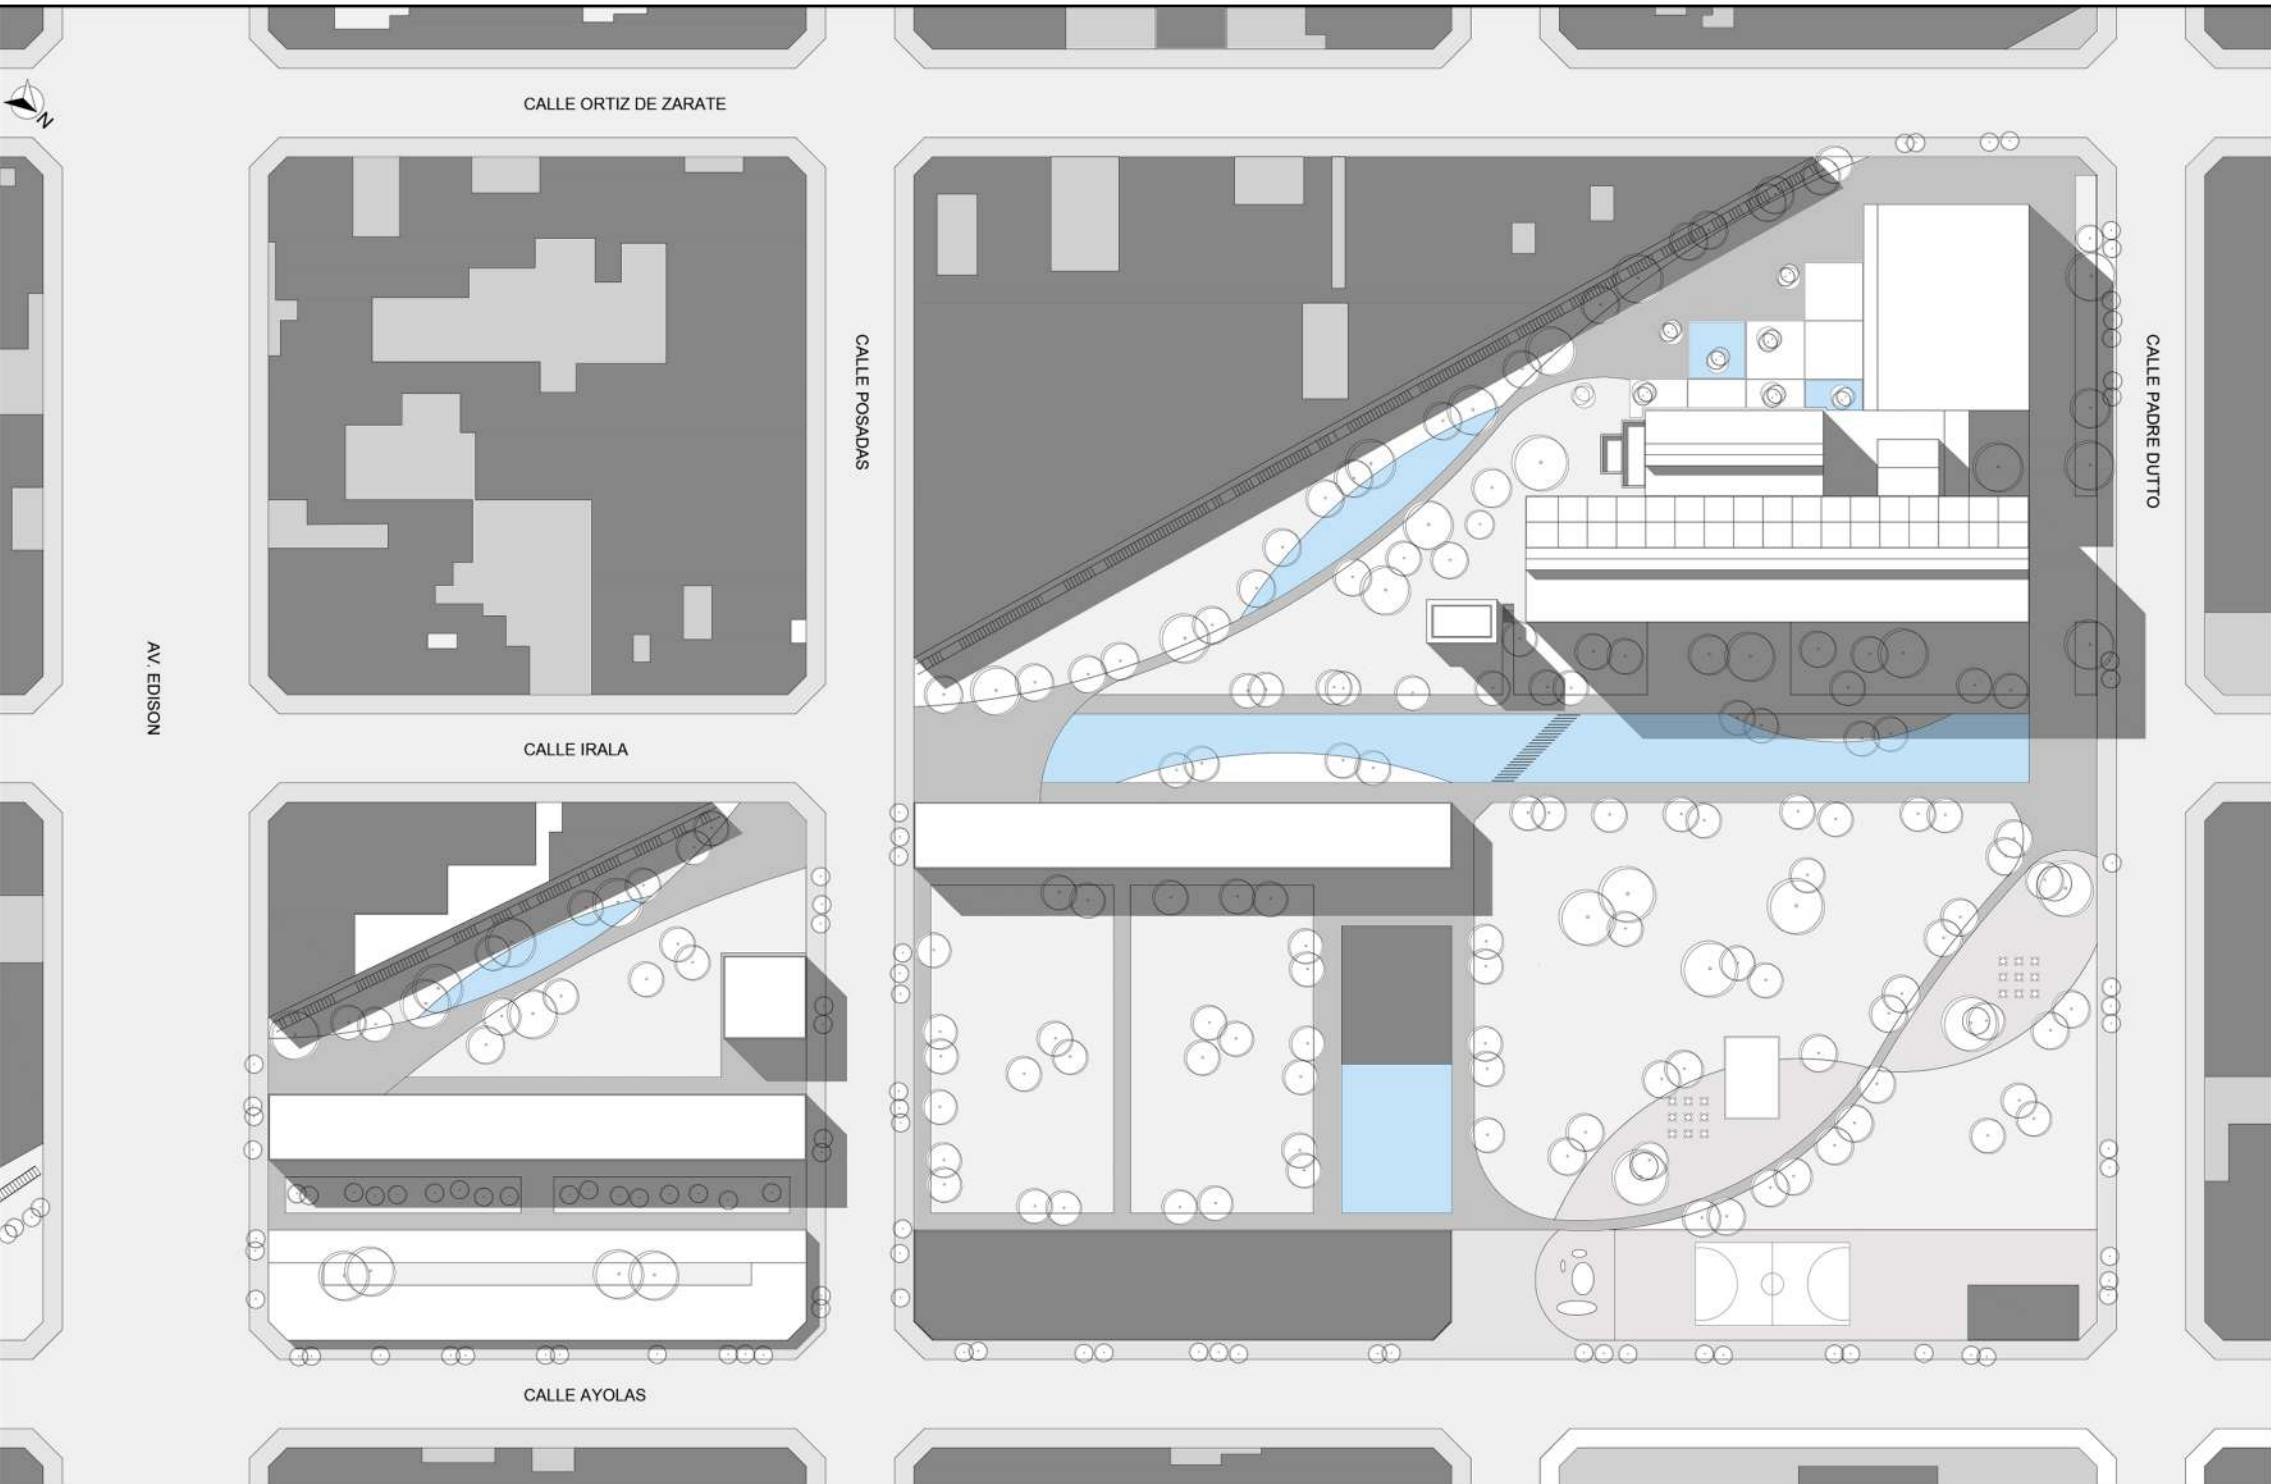 CALLE ORTIZ DE ZARATE
N
CALLE POSADAS
CALLE PADRE DUTTO
AV. EDISON
CALLE IRALA
CALLE AYOLAS